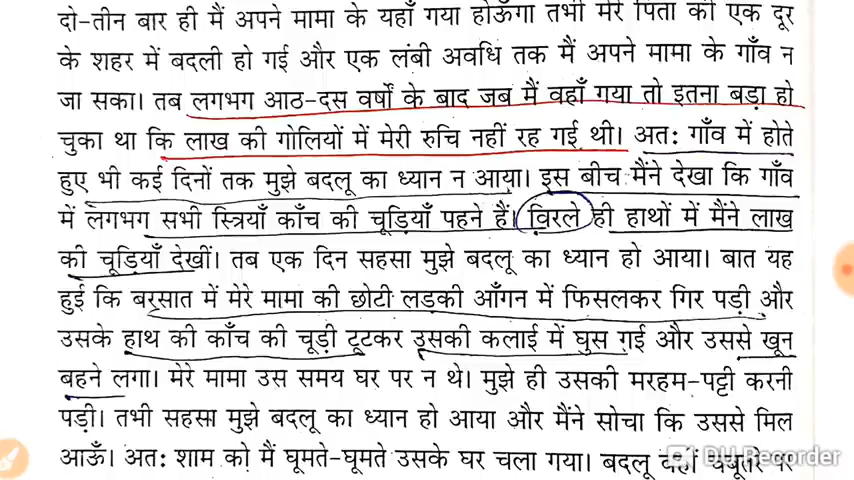 दो-तीन बार ही मैं अपने मामा के यहाँ गया होऊँगा तभी मेरे पिता की एक दूर
के शहर में बदली हो गई और एक लंबी अवधि तक मैं अपने मामा के गाँव न
जा सका। तब लगभग आठ-दस वर्षों के बाद जब मैं वहाँ गया तो इतना बड़ा हो
चुका था कि लाख की गोलियों में मेरी रुचि नहीं रह गई थी। अतः गाँव में होते
हुए भी कई दिनों तक मुझे बदलू का ध्यान न आया। इस बीच मैंने देखा कि गाँव
में लगभग सभी स्त्रियाँ काँच की चूड़ियाँ पहने हैं। विरले ही हाथों में मैंने लाख
की चूड़ियाँ देखीं। तब एक दिन सहसा मुझे बदलू का ध्यान हो आया। बात यह
हुई कि बरसात में मेरे मामा की छोटी लड़की आँगन में फिसलकर गिर पड़ी और
उसके हाथ की काँच की चूड़ी टूटकर उसकी कलाई में घुस गई और उससे खून
बहने लगा। मेरे मामा उस समय घर पर न थे। मुझे ही उसकी मरहम-पट्टी करनी
पड़ी। तभी सहसा मुझे बदलू का ध्यान हो आया और मैंने सोचा कि उससे मिल
आऊँ। अतः शाम को मैं घूमते-घूमते उसके घर चला गया। बदलू वहीं चबूतरे पर
DU Recorder